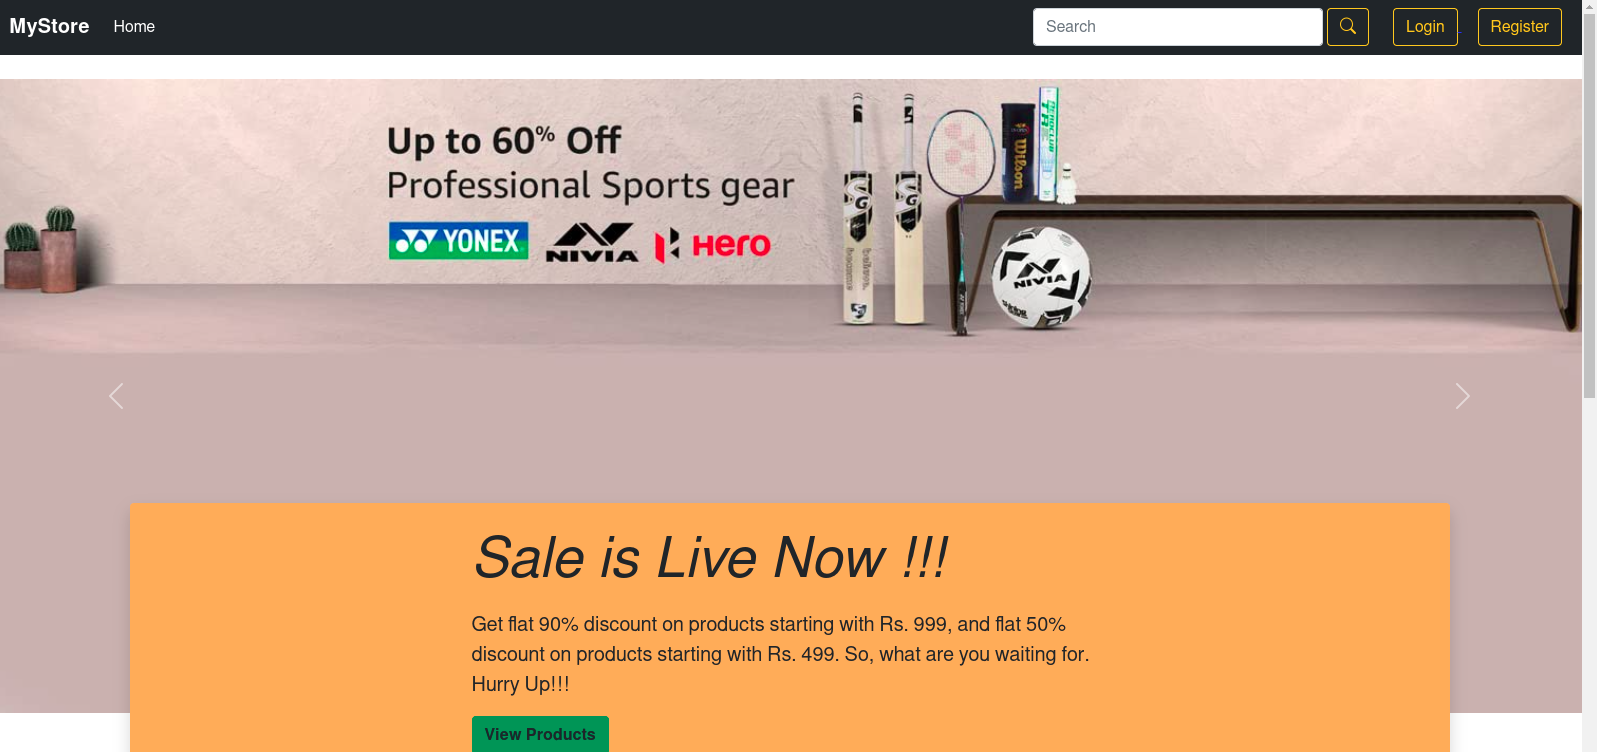 MyStore Home Search Login Register
Up to 60% Off
Professional Sports gear
YONEX NIVIA Hero
SG SG Wilson AEROCLUB
NIVIA
Sale is Live Now !!!
Get flat 90% discount on products starting with Rs. 999, and flat 50%
discount on products starting with Rs. 499. So, what are you waiting for.
Hurry Up!!!
View Products